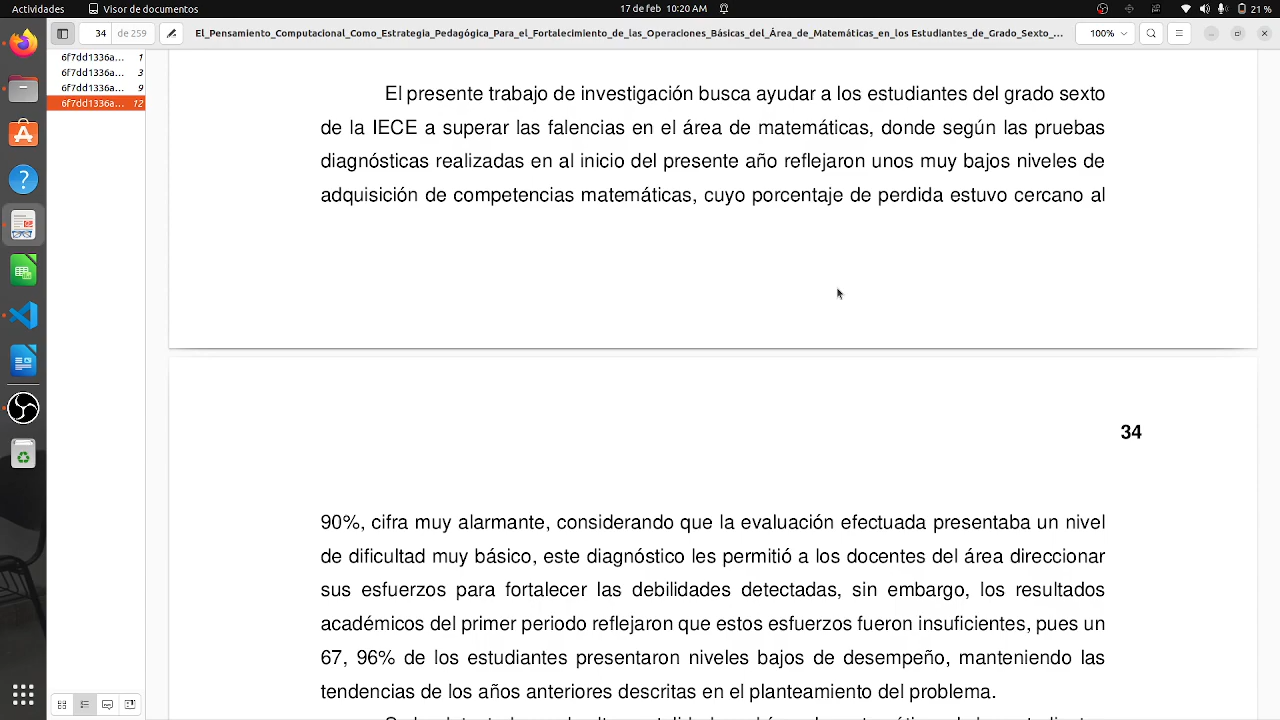 Actividades
Visor de documentos
17 de feb 10:20 AM
21 %
34
de 259
El_Pensamiento_Computacional_Como_Estrategia_Pedagógica_Para_el_Fortalecimiento_de_las_Operaciones_Básicas_del_Área_de_Matemáticas_en_los Estudiantes_de_Grado_Sexto_...
100%
6f7dd1336a... 1
6f7dd1336a... 3
6f7dd1336a... 9
6f7dd1336a... 12
El presente trabajo de investigación busca ayudar a los estudiantes del grado sexto
de la IECE a superar las falencias en el área de matemáticas, donde según las pruebas
diagnósticas realizadas en al inicio del presente año reflejaron unos muy bajos niveles de
adquisición de competencias matemáticas, cuyo porcentaje de perdida estuvo cercano al
34
90%, cifra muy alarmante, considerando que la evaluación efectuada presentaba un nivel
de dificultad muy básico, este diagnóstico les permitió a los docentes del área direccionar
sus esfuerzos para fortalecer las debilidades detectadas, sin embargo, los resultados
académicos del primer periodo reflejaron que estos esfuerzos fueron insuficientes, pues un
67, 96% de los estudiantes presentaron niveles bajos de desempeño, manteniendo las
tendencias de los años anteriores descritas en el planteamiento del problema.